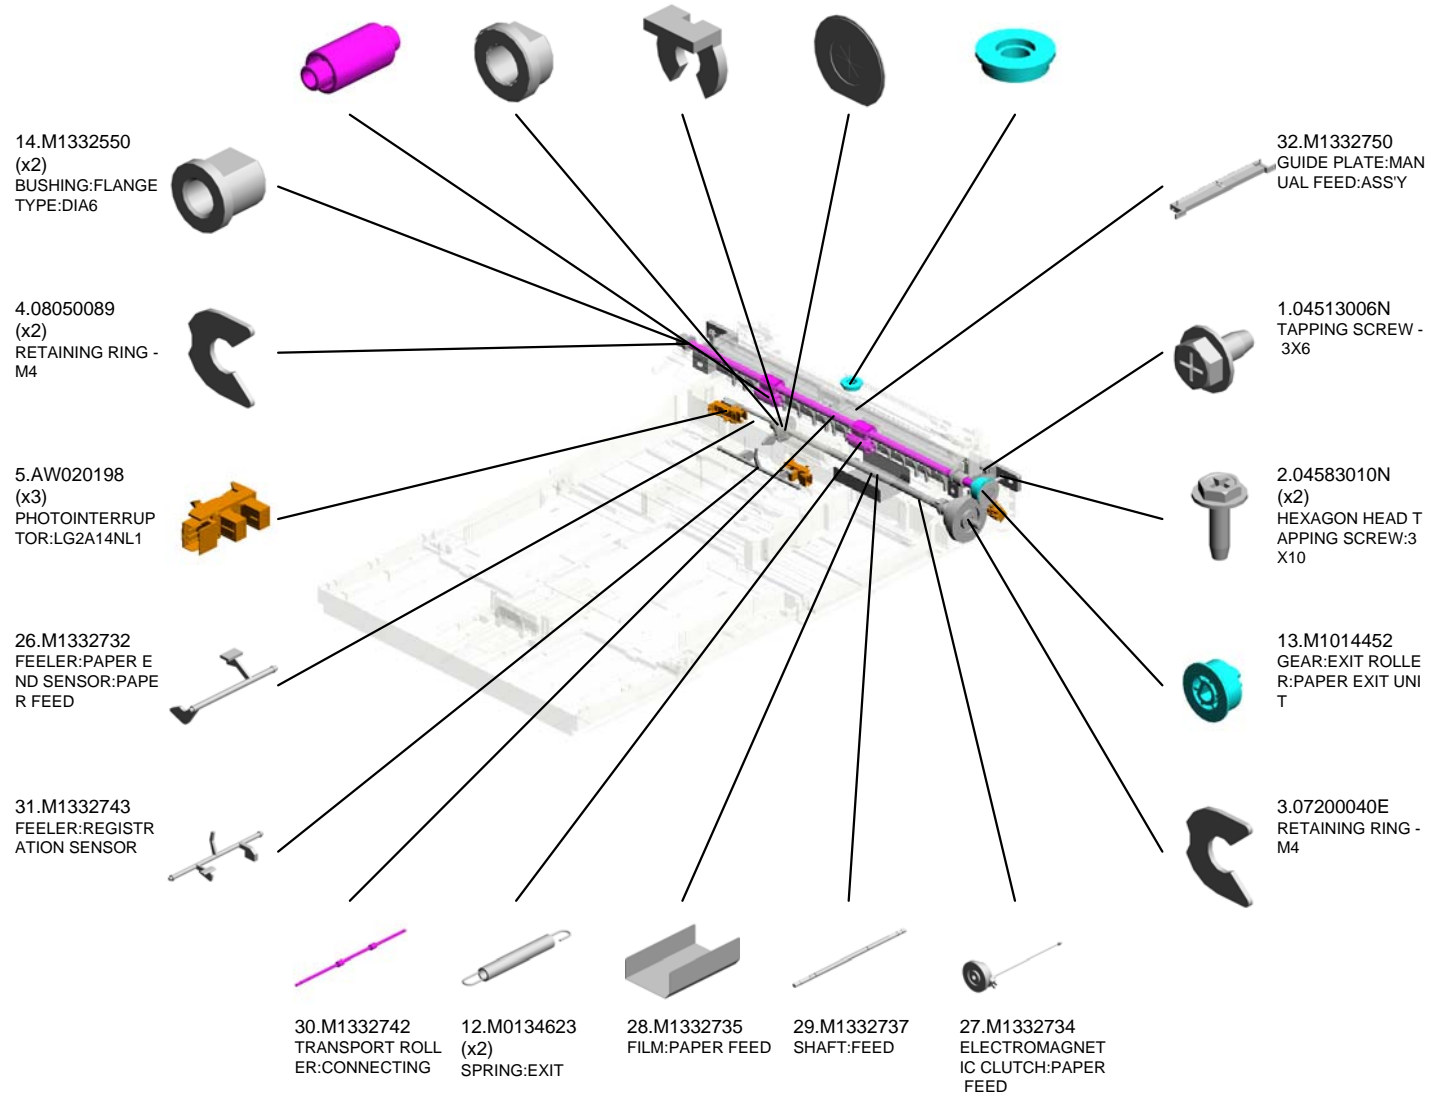 14.M1332550
(x2)
BUSHING:FLANGE
TYPE:DIA6
32.M1332750
GUIDE PLATE:MAN
UAL FEED:ASS'Y
4.08050089
(x2)
RETAINING RING -
M4
1.04513006N
TAPPING SCREW -
3X6
5.AW020198
(x3)
PHOTOINTERRUP
TOR:LG2A14NL1
2.04583010N
(x2)
HEXAGON HEAD T
APPING SCREW:3
X10
26.M1332732
FEELER:PAPER E
ND SENSOR:PAPE
R FEED
13.M1014452
GEAR:EXIT ROLLE
R:PAPER EXIT UNI
T
31.M1332743
FEELER:REGISTR
ATION SENSOR
3.07200040E
RETAINING RING -
M4
30.M1332742
TRANSPORT ROLL
ER:CONNECTING
12.M0134623
(x2)
SPRING:EXIT
28.M1332735
FILM:PAPER FEED
29.M1332737
SHAFT:FEED
27.M1332734
ELECTROMAGNET
IC CLUTCH:PAPER
FEED